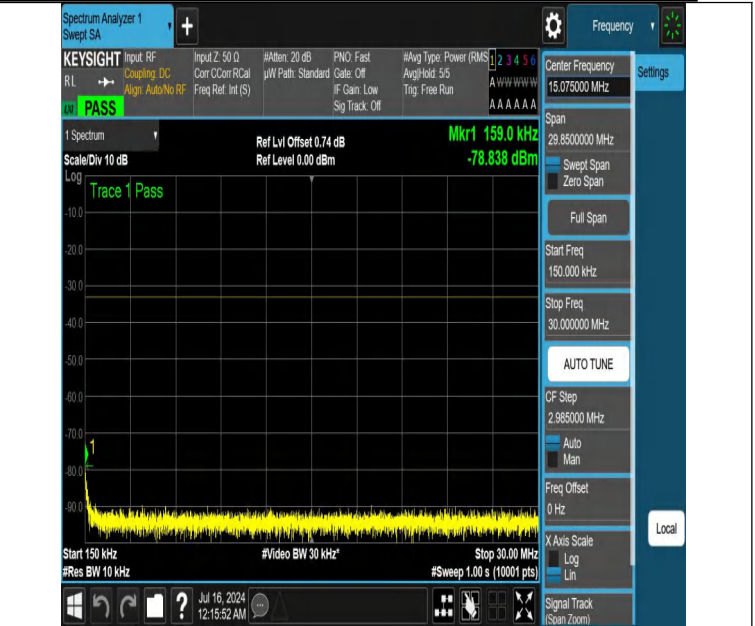 Spectrum Analyzer 1
Swept SA
+
Frequency
KEYSIGHT
RL
PASS
Input: RF
Coupling: DC
Align: Auto/No RF
Input Z: 50 Ω
Corr CCorr RCal
Freq Ref: Int (S)
#Atten: 20 dB
µW Path: Standard
PNO: Fast
Gate: Off
IF Gain: Low
Sig Track: Off
#Avg Type: Power (RMS
Avg|Hold: 5/5
Trig: Free Run
1 2 3 4 5 6
A W W W W W
A A A A A A
1 Spectrum
Scale/Div 10 dB
Ref Lvl Offset 0.74 dB
Ref Level 0.00 dBm
Mkr1 159.0 kHz
-78.838 dBm
Log
Trace 1 Pass
-10.0
-20.0
-30.0
-40.0
-50.0
-60.0
-70.0
1
-80.0
-90.0
Start 150 kHz
#Res BW 10 kHz
#Video BW 30 kHz*
Stop 30.00 MHz
#Sweep 1.00 s (10001 pts)
Jul 16, 2024
12:15:52 AM
?
Center Frequency
15.075000 MHz
Settings
Span
29.8500000 MHz
Swept Span
Zero Span
Full Span
Start Freq
150.000 kHz
Stop Freq
30.000000 MHz
AUTO TUNE
CF Step
2.985000 MHz
Auto
Man
Freq Offset
0 Hz
Local
X Axis Scale
Log
Lin
Signal Track
(Span Zoom)